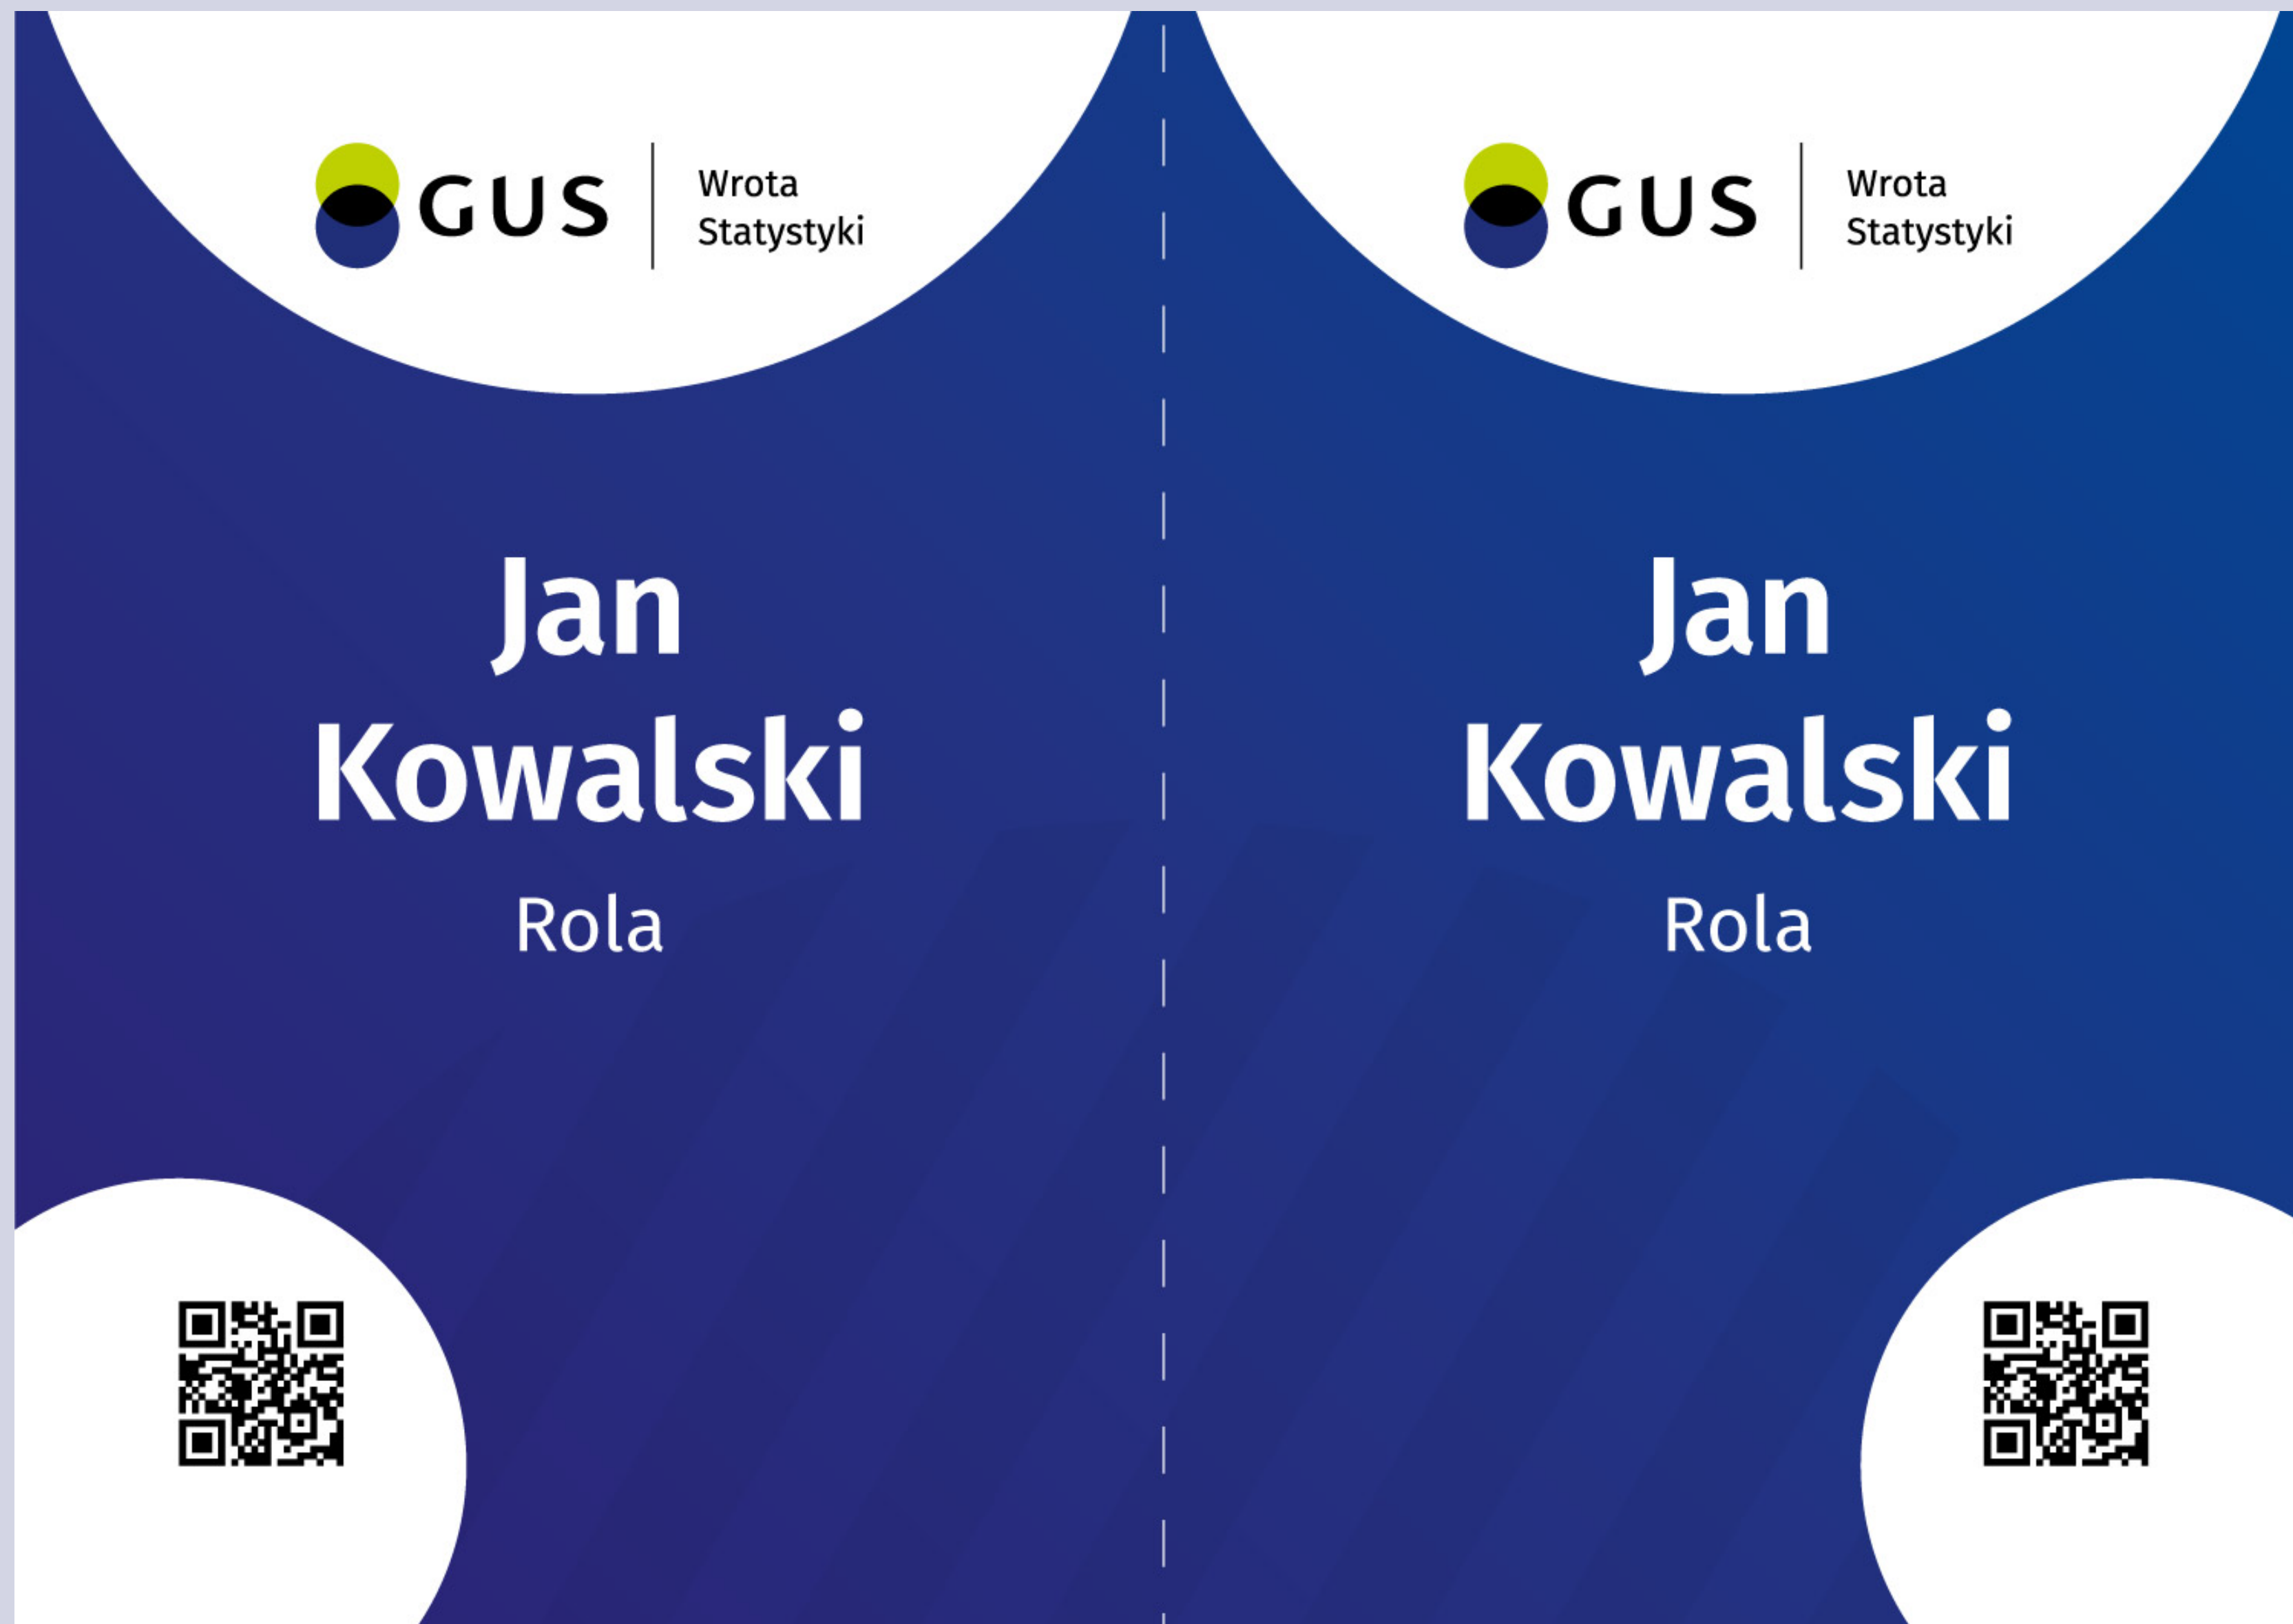 GUS
Wrota
Statystyki
Jan
Kowalski
Rola
GUS
Wrota
Statystyki
Jan
Kowalski
Rola